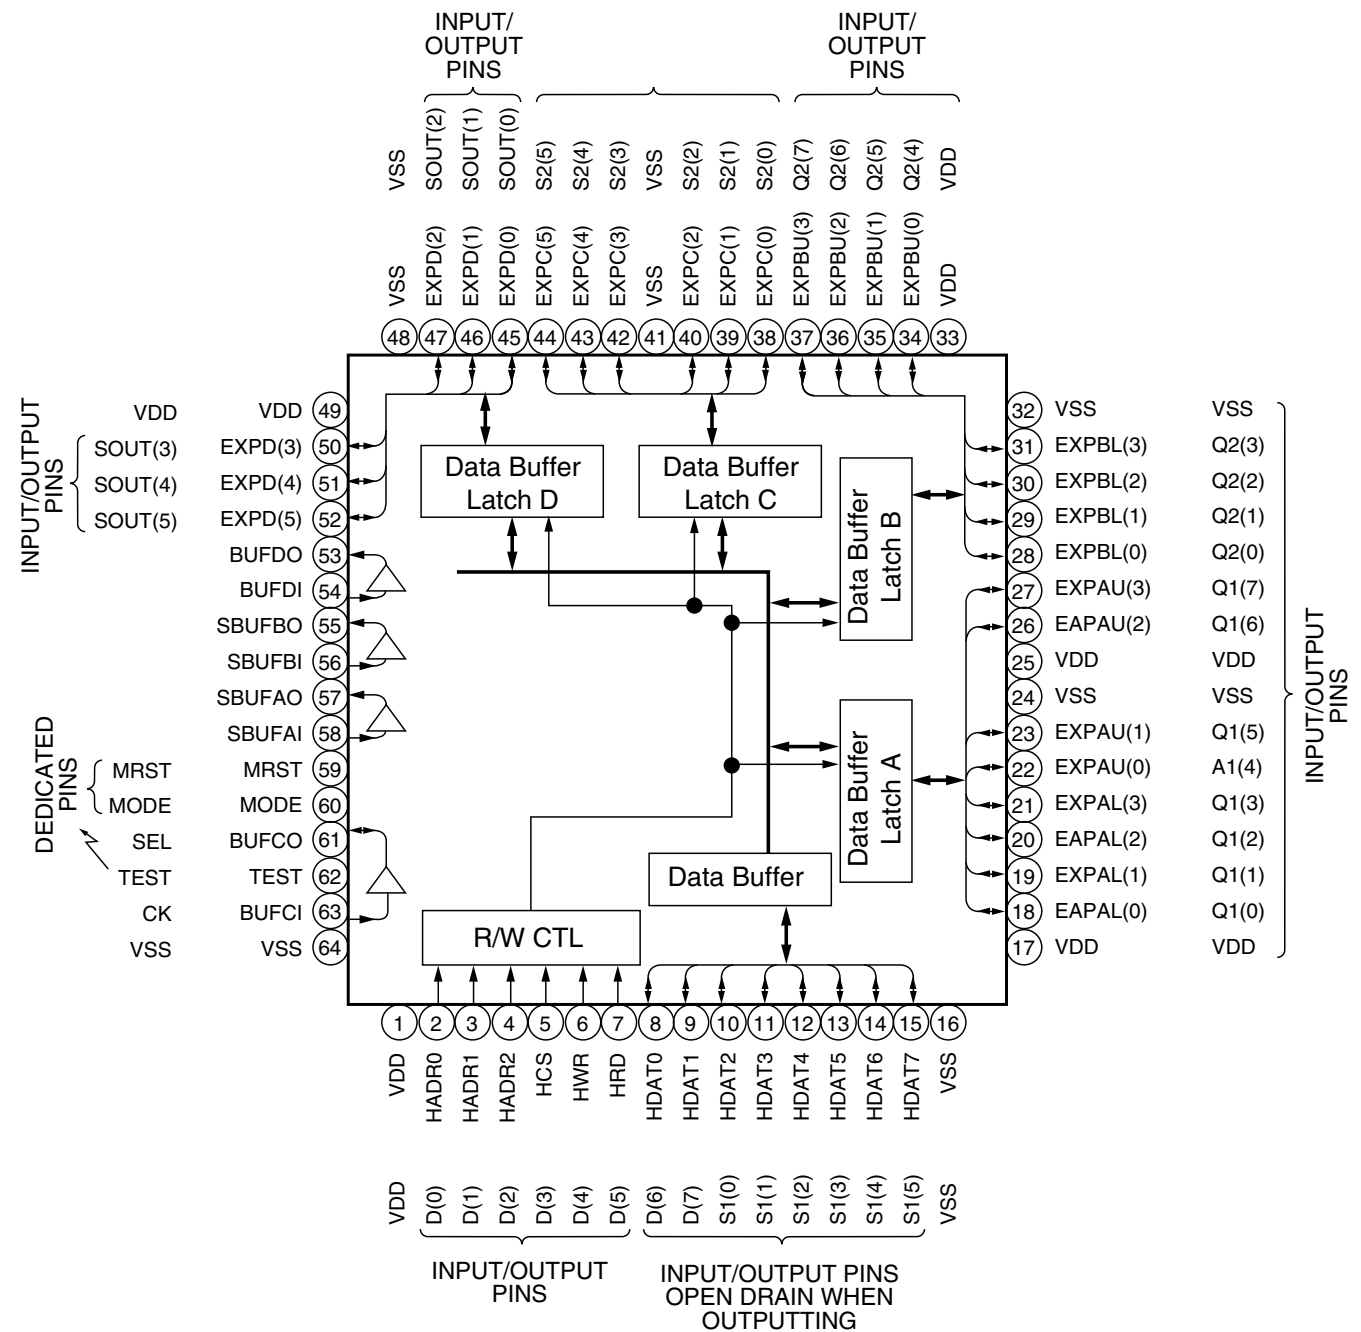 INPUT/
OUTPUT
PINS
INPUT/
OUTPUT
PINS
VSS
SOUT(2)
SOUT(1)
SOUT(0)
S2(5)
S2(4)
S2(3)
VSS
S2(2)
S2(1)
S2(0)
Q2(7)
Q2(6)
Q2(5)
Q2(4)
VDD
VSS
EXPD(2)
EXPD(1)
EXPD(0)
EXPC(5)
EXPC(4)
EXPC(3)
VSS
EXPC(2)
EXPC(1)
EXPC(0)
EXPBU(3)
EXPBU(2)
EXPBU(1)
EXPBU(0)
VDD
48 47 46 45 44 43 42 41 40 39 38 37 36 35 34 33
INPUT/OUTPUT
PINS
VDD VDD 49
SOUT(3) EXPD(3) 50
SOUT(4) EXPD(4) 51
SOUT(5) EXPD(5) 52
BUFDO 53
BUFDI 54
SBUFBO 55
SBUFBI 56
SBUFAO 57
SBUFAI 58
DEDICATED
PINS
MRST MRST 59
MODE MODE 60
SEL BUFCO 61
TEST TEST 62
CK BUFCI 63
VSS VSS 64
Data Buffer
Latch D
Data Buffer
Latch C
Data Buffer
Latch B
Data Buffer
Latch A
Data Buffer
R/W CTL
32 VSS VSS
31 EXPBL(3) Q2(3)
30 EXPBL(2) Q2(2)
29 EXPBL(1) Q2(1)
28 EXPBL(0) Q2(0)
27 EXPAU(3) Q1(7)
26 EAPAU(2) Q1(6)
25 VDD VDD
24 VSS VSS
23 EXPAU(1) Q1(5)
22 EXPAU(0) A1(4)
21 EXPAL(3) Q1(3)
20 EAPAL(2) Q1(2)
19 EXPAL(1) Q1(1)
18 EAPAL(0) Q1(0)
17 VDD VDD
INPUT/OUTPUT
PINS
1 2 3 4 5 6 7 8 9 10 11 12 13 14 15 16
VDD
HADR0
HADR1
HADR2
HCS
HWR
HRD
HDAT0
HDAT1
HDAT2
HDAT3
HDAT4
HDAT5
HDAT6
HDAT7
VSS
VDD
D(0)
D(1)
D(2)
D(3)
D(4)
D(5)
D(6)
D(7)
S1(0)
S1(1)
S1(2)
S1(3)
S1(4)
S1(5)
VSS
INPUT/OUTPUT
PINS
INPUT/OUTPUT PINS
OPEN DRAIN WHEN
OUTPUTTING